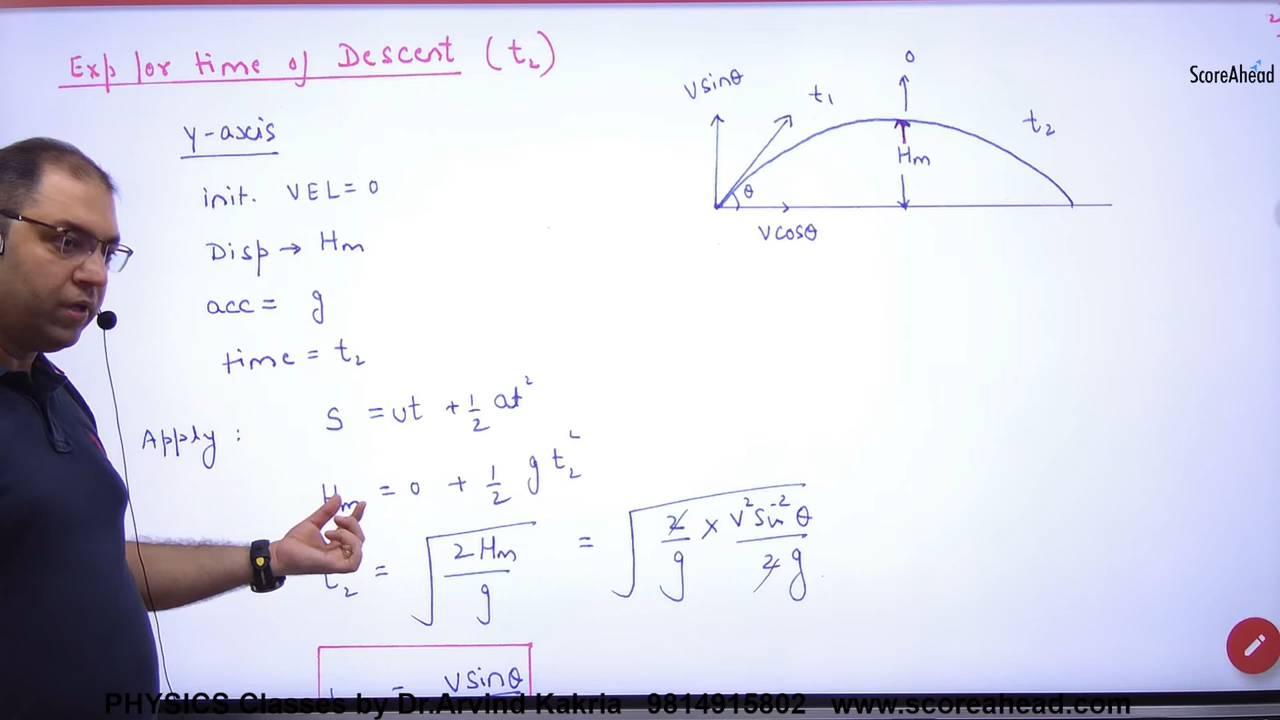 Exp for time of Descent (t₂)
ScoreAhead
y-axis
init. VEL = 0
Disp → Hm
acc = g
time = t₂
Apply :
S = ut + 1/2 at²
Hm = 0 + 1/2 g t₂²
t₂ = √(2Hm/g) = √(2/g × v²sin²θ/2g)
= vsinθ
vsinθ
t₁
0
t₂
Hm
θ
vcosθ
PHYSICS Classes by Dr.Arvind Kakria 9814915802 www.scoreahead.com